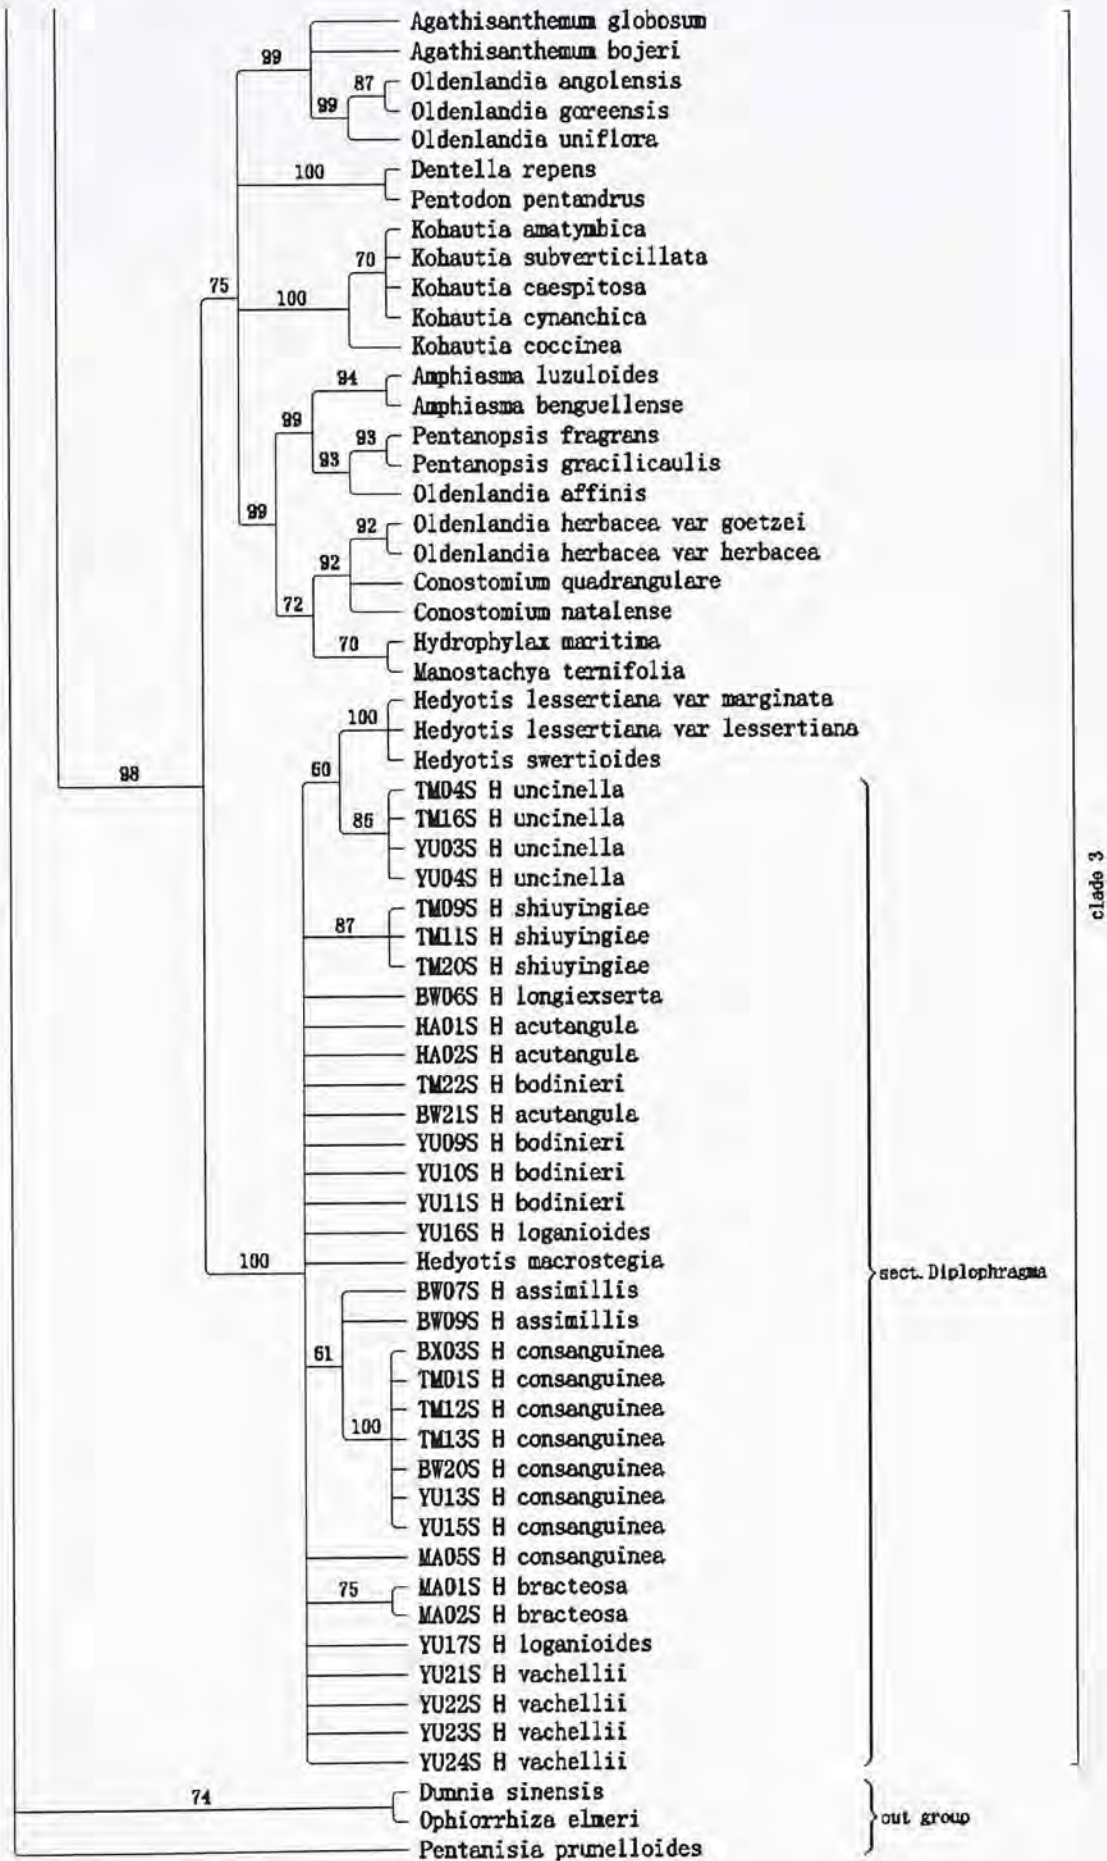 Agathisanthemum globosum
Agathisanthemum bojeri
99
87
Oldenlandia angolensis
Oldenlandia goreensis
99
Oldenlandia uniflora
Dentella repens
100
Pentodon pentandrus
Kohautia amatymbica
Kohautia subverticillata
70
Kohautia caespitosa
75
100
Kohautia cynanchica
Kohautia coccinea
Amphiasma luzuloides
94
Amphiasma benguellense
99
Pentanopsis fragrans
93
Pentanopsis gracilicaulis
93
Oldenlandia affinis
99
Oldenlandia herbacea var goetzei
92
Oldenlandia herbacea var herbacea
92
Conostomium quadrangulare
72
Conostomium natalense
Hydrophylax maritima
70
Manostachya ternifolia
Hedyotis lessertiana var marginata
100
Hedyotis lessertiana var lessertiana
Hedyotis swertioides
98
60
TM04S H uncinella
TM16S H uncinella
86
YU03S H uncinella
YU04S H uncinella
clade 3
TM09S H shiuyingiae
87
TM11S H shiuyingiae
TM20S H shiuyingiae
BW06S H longiexserta
HA01S H acutangula
HA02S H acutangula
TM22S H bodinieri
BW21S H acutangula
YU09S H bodinieri
YU10S H bodinieri
YU11S H bodinieri
YU16S H loganioides
100
Hedyotis macrostegia
sect. Diplophragma
BW07S H assimillis
BW09S H assimillis
61
BX03S H consanguinea
TM01S H consanguinea
TM12S H consanguinea
100
TM13S H consanguinea
BW20S H consanguinea
YU13S H consanguinea
YU15S H consanguinea
MA05S H consanguinea
75
MA01S H bracteosa
MA02S H bracteosa
YU17S H loganioides
YU21S H vachellii
YU22S H vachellii
YU23S H vachellii
YU24S H vachellii
74
Dunnia sinensis
Ophiorrhiza elmeri
out group
Pentanisia prunelloides